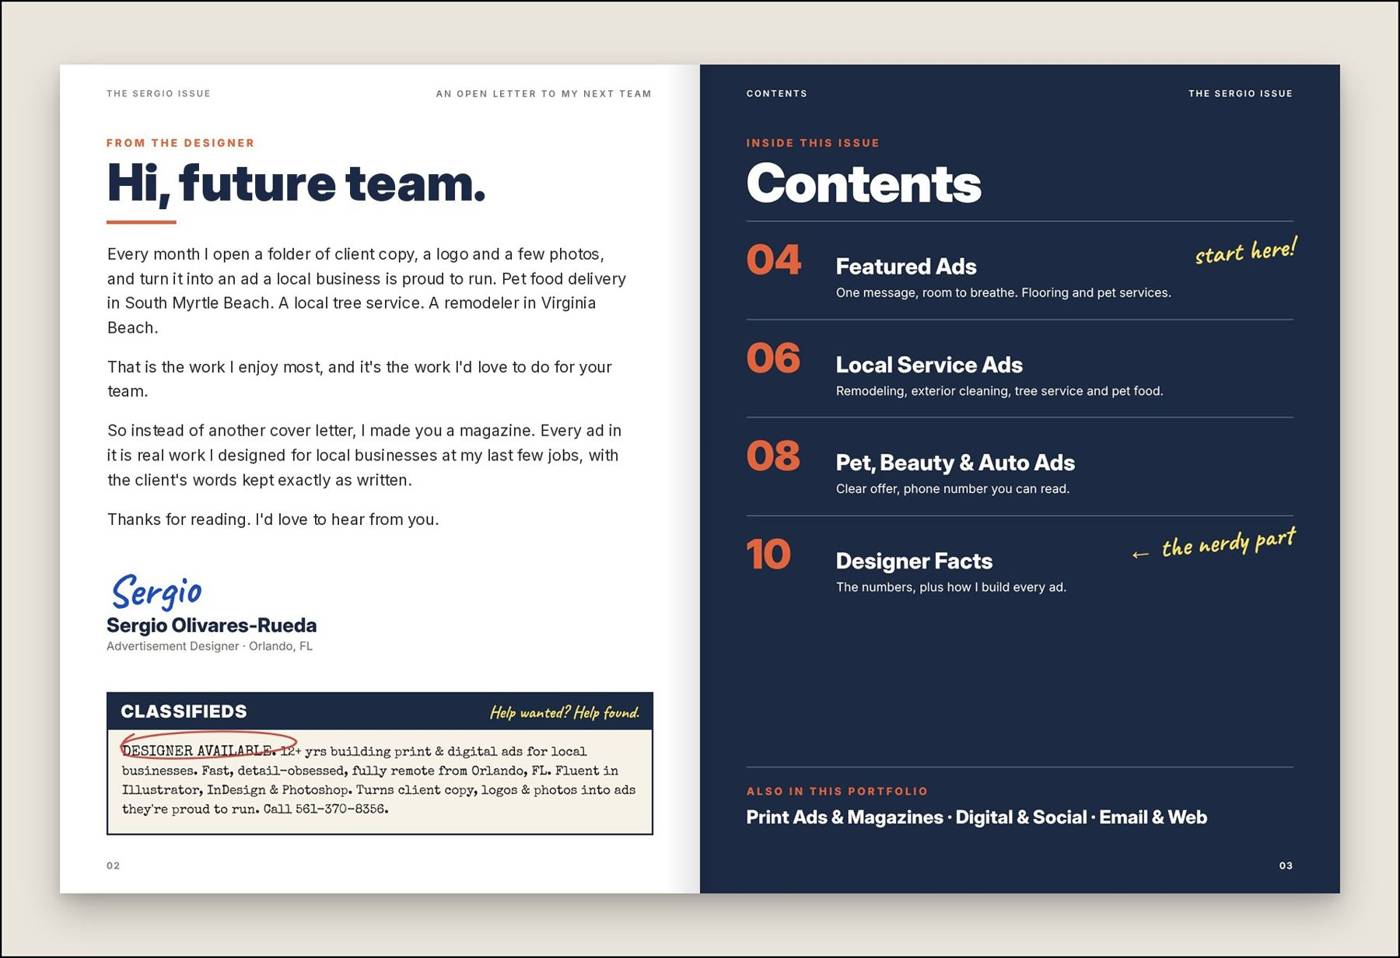 THE SERGIO ISSUE
AN OPEN LETTER TO MY NEXT TEAM
FROM THE DESIGNER
Hi, future team.
Every month I open a folder of client copy, a logo and a few photos,
and turn it into an ad a local business is proud to run. Pet food delivery
in South Myrtle Beach. A local tree service. A remodeler in Virginia
Beach.
That is the work I enjoy most, and it's the work I'd love to do for your
team.
So instead of another cover letter, I made you a magazine. Every ad in
it is real work I designed for local businesses at my last few jobs, with
the client's words kept exactly as written.
Thanks for reading. I'd love to hear from you.
Sergio
Sergio Olivares-Rueda
Advertisement Designer · Orlando, FL
CLASSIFIEDS
Help wanted? Help found.
DESIGNER AVAILABLE. 12+ yrs building print & digital ads for local
businesses. Fast, detail-obsessed, fully remote from Orlando, FL. Fluent in
Illustrator, InDesign & Photoshop. Turns client copy, logos & photos into ads
they're proud to run. Call 561-370-8356.
02
CONTENTS
THE SERGIO ISSUE
INSIDE THIS ISSUE
Contents
04
Featured Ads
start here!
One message, room to breathe. Flooring and pet services.
06
Local Service Ads
Remodeling, exterior cleaning, tree service and pet food.
08
Pet, Beauty & Auto Ads
Clear offer, phone number you can read.
10
Designer Facts
← the nerdy part
The numbers, plus how I build every ad.
ALSO IN THIS PORTFOLIO
Print Ads & Magazines · Digital & Social · Email & Web
03